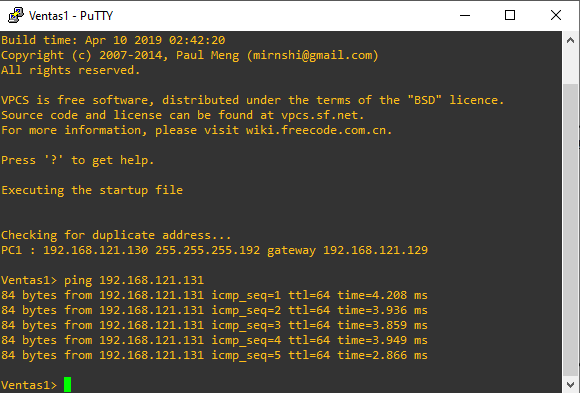 Ventas1 - PuTTY
Build time: Apr 10 2019 02:42:20
Copyright (c) 2007-2014, Paul Meng (mirnshi@gmail.com)
All rights reserved.
VPCS is free software, distributed under the terms of the "BSD" licence.
Source code and license can be found at vpcs.sf.net.
For more information, please visit wiki.freecode.com.cn.
Press '?' to get help.
Executing the startup file
Checking for duplicate address...
PC1 : 192.168.121.130 255.255.255.192 gateway 192.168.121.129
Ventas1> ping 192.168.121.131
84 bytes from 192.168.121.131 icmp_seq=1 ttl=64 time=4.208 ms
84 bytes from 192.168.121.131 icmp_seq=2 ttl=64 time=3.936 ms
84 bytes from 192.168.121.131 icmp_seq=3 ttl=64 time=3.859 ms
84 bytes from 192.168.121.131 icmp_seq=4 ttl=64 time=3.949 ms
84 bytes from 192.168.121.131 icmp_seq=5 ttl=64 time=2.866 ms
Ventas1>